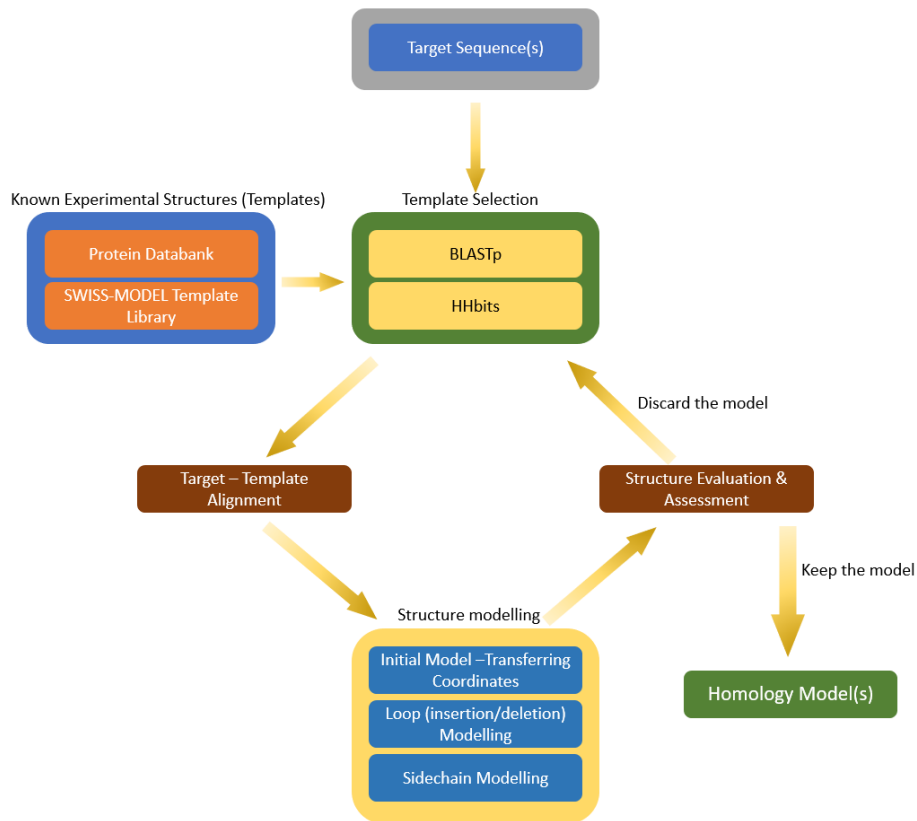 Target Sequence(s)
Known Experimental Structures (Templates)
Template Selection
Protein Databank
SWISS-MODEL Template
Library
BLASTp
HHbits
Discard the model
Target – Template
Alignment
Structure Evaluation &
Assessment
Keep the model
Structure modelling
Initial Model –Transferring
Coordinates
Loop (insertion/deletion)
Modelling
Sidechain Modelling
Homology Model(s)